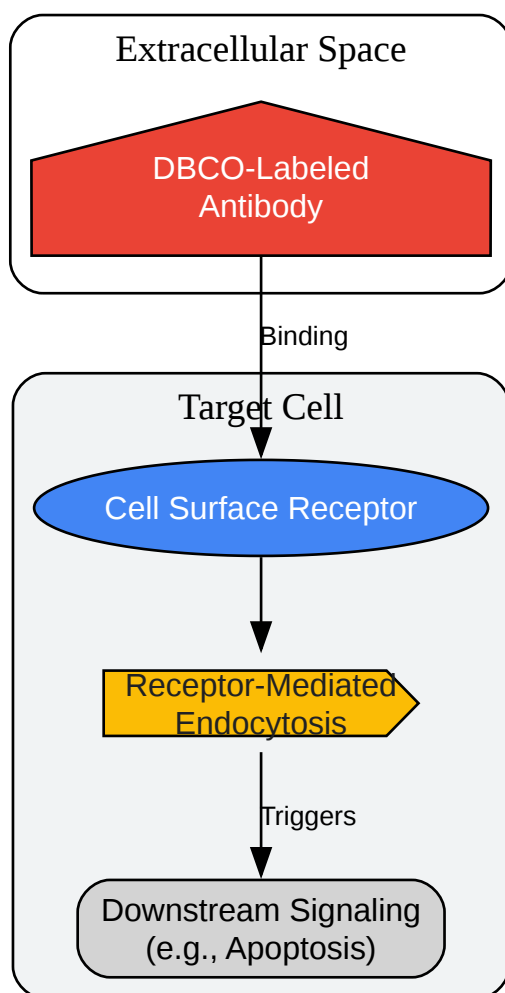 Extracellular Space
DBCO-Labeled
Antibody
Binding
Target Cell
Cell Surface Receptor
Receptor-Mediated
Endocytosis
Triggers
Downstream Signaling
(e.g., Apoptosis)